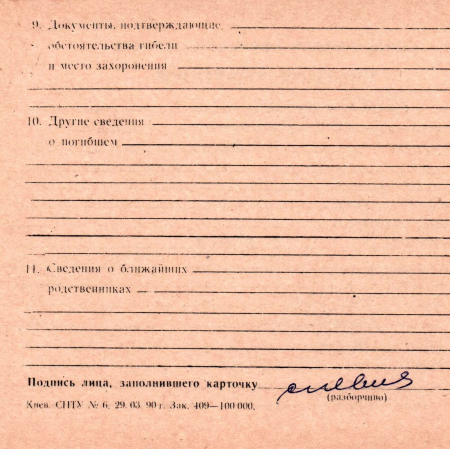 9. Документы, подтверждающие
обстоятельства гибели
и место захоронения
10. Другие сведения
о погибшем
11. Сведения о ближайших
родственниках
Подпись лица, заполнившего карточку
(разборчиво)
Киев. СПТУ № 6. 29. 03. 90 г. Зак. 409—100 000.